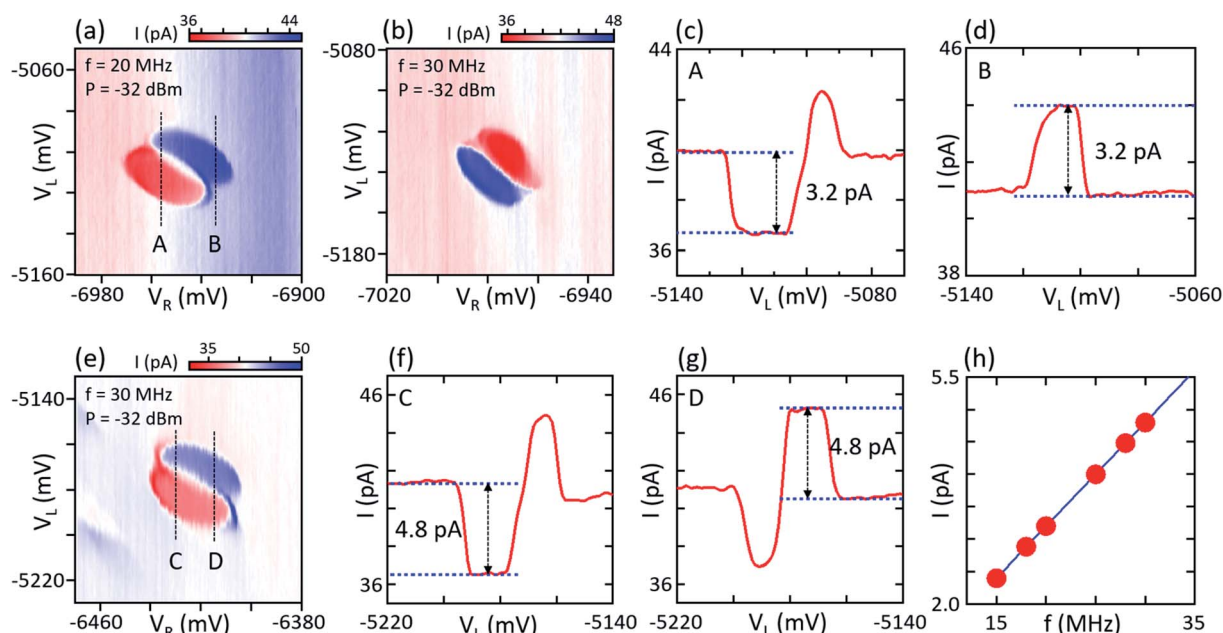 (a) I (pA) 36 44
f = 20 MHz
P = -32 dBm
A B
-5060
-5160
V_L (mV)
-6980 V_R (mV) -6900
(b) I (pA) 36 48
f = 30 MHz
P = -32 dBm
-5080
-5180
V_L (mV)
-7020 V_R (mV) -6940
(c)
A
44
36
I (pA)
3.2 pA
-5140 V_L (mV) -5080
(d)
B
46
38
I (pA)
3.2 pA
-5140 V_L (mV) -5060
(e) I (pA) 35 50
f = 30 MHz
P = -32 dBm
C D
-5140
-5220
V_L (mV)
-6460 V_R (mV) -6380
(f)
C
46
36
I (pA)
4.8 pA
-5220 V_L (mV) -5140
(g)
D
46
36
I (pA)
4.8 pA
-5220 V_L (mV) -5140
(h)
5.5
2.0
I (pA)
15 f (MHz) 35